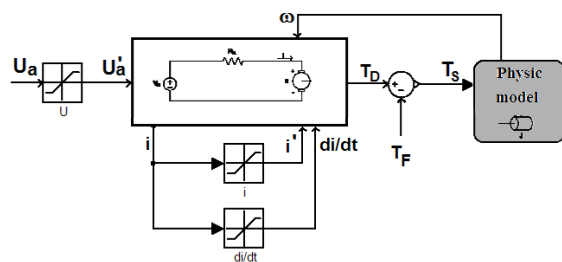 ω
Ua
U'a
U
TD
TS
TF
+
-
Physic
model
J
i
i'
di/dt
i
di/dt